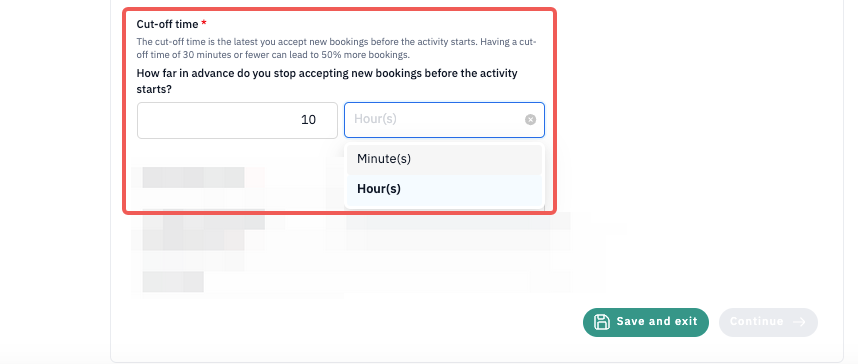 Cut-off time *
The cut-off time is the latest you accept new bookings before the activity starts. Having a cut-
off time of 30 minutes or fewer can lead to 50% more bookings.
How far in advance do you stop accepting new bookings before the activity
starts?
10
Hour(s)
Minute(s)
Hour(s)
Save and exit
Continue